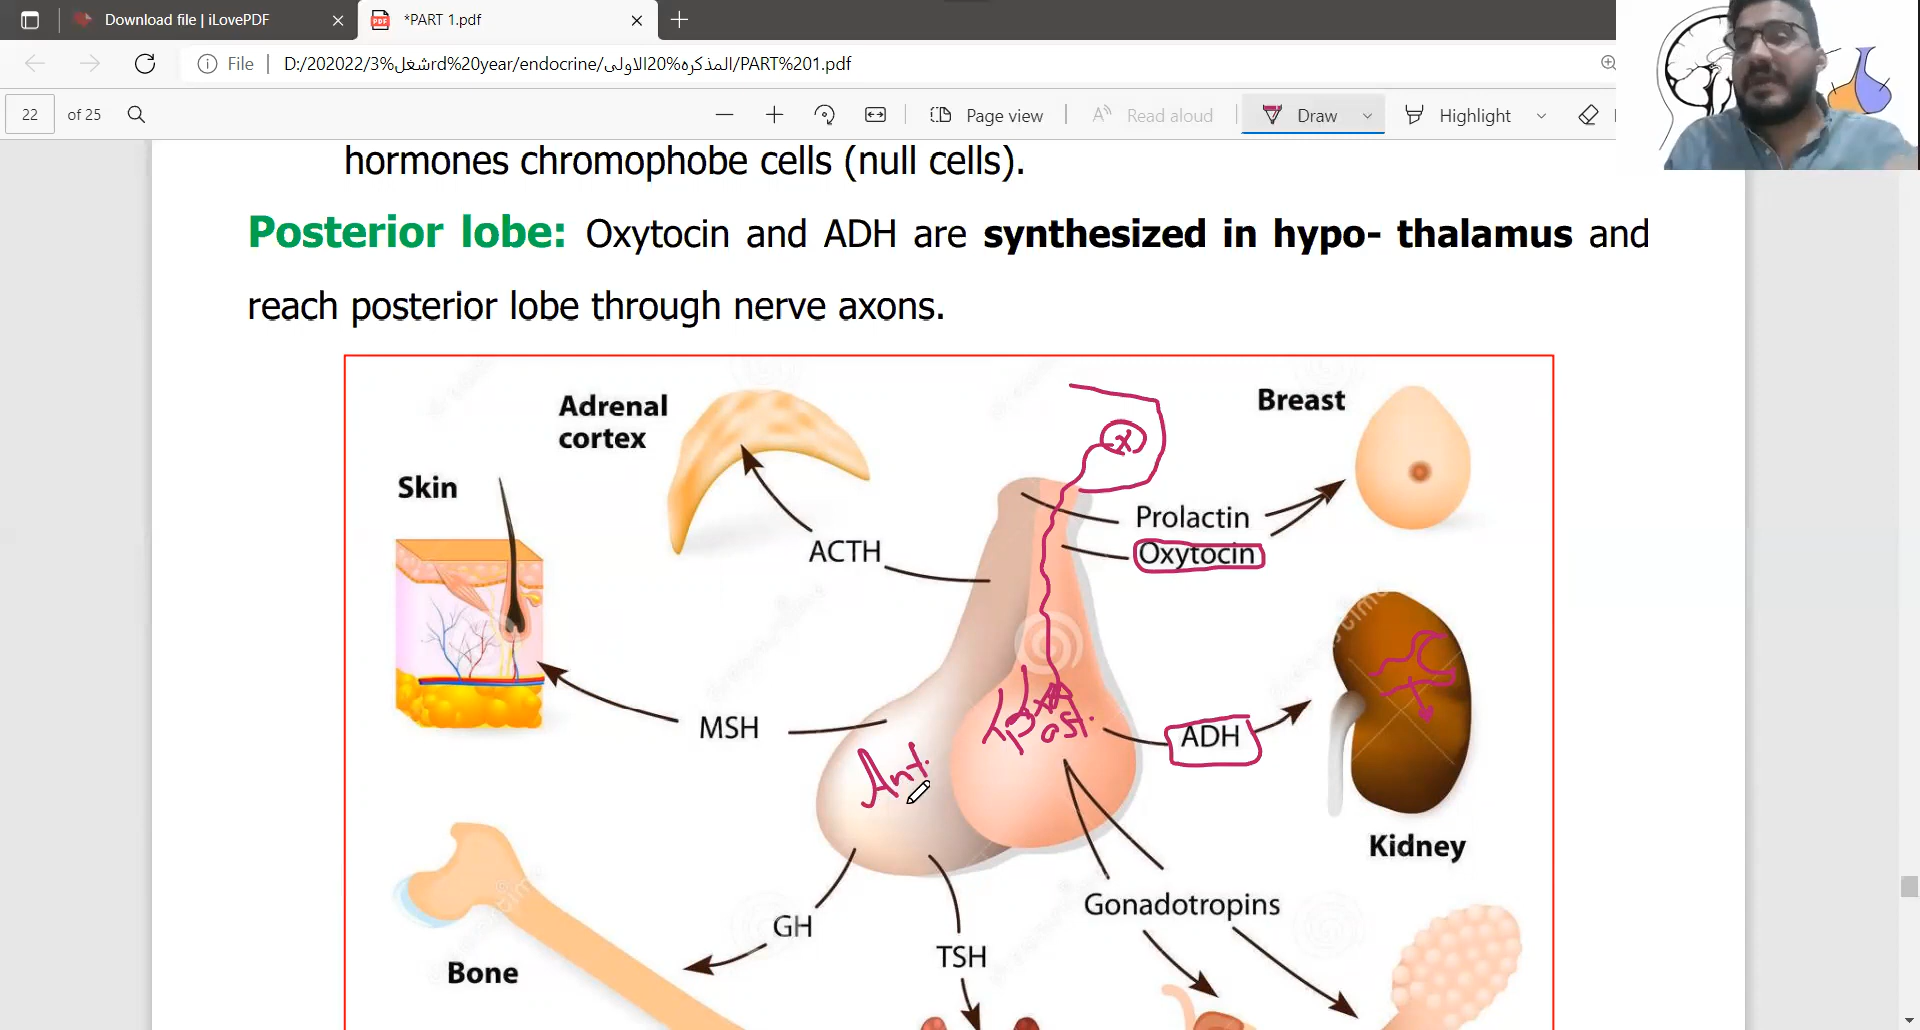 Download file | iLovePDF
*PART 1.pdf
File
D:/202022/3%شغلrd%20year/endocrine/المذكره%20الاولى/PART%201.pdf
22 of 25
Page view
Read aloud
Draw
Highlight
hormones chromophobe cells (null cells).
Posterior lobe: Oxytocin and ADH are synthesized in hypo- thalamus and
reach posterior lobe through nerve axons.
Adrenal
cortex
Breast
Skin
x
Prolactin
Oxytocin
ACTH
MSH
Ant.
Post.
ADH
Kidney
Gonadotropins
GH
TSH
Bone